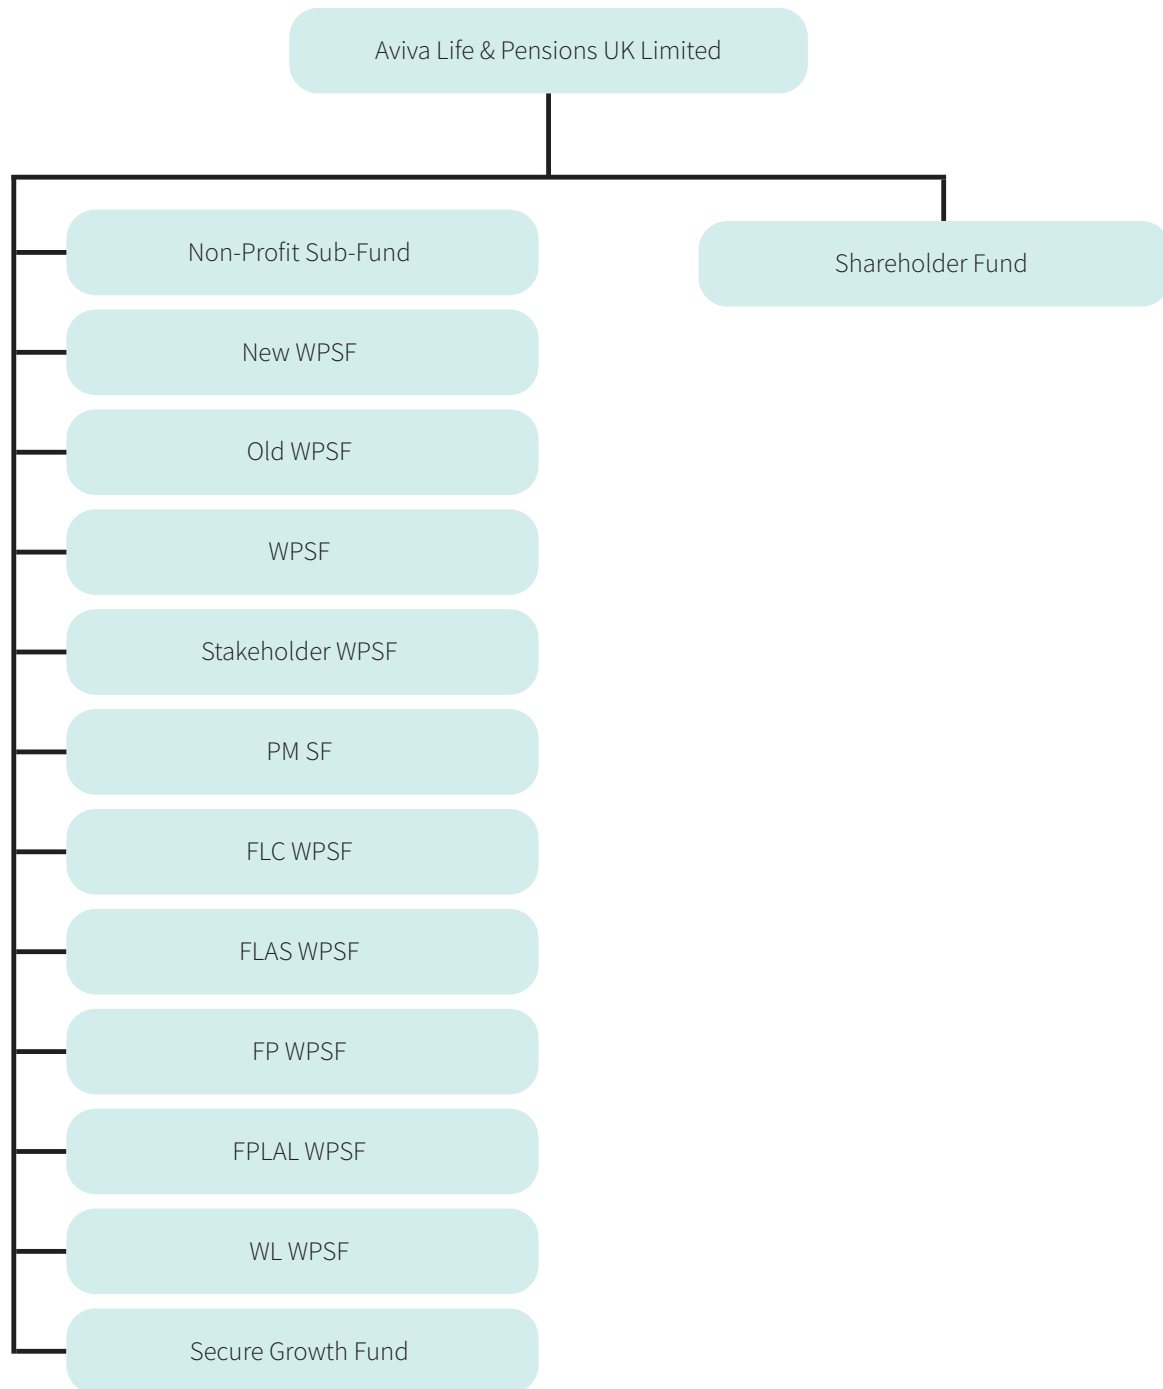 Aviva Life & Pensions UK Limited
Non-Profit Sub-Fund
Shareholder Fund
New WPSF
Old WPSF
WPSF
Stakeholder WPSF
PM SF
FLC WPSF
FLAS WPSF
FP WPSF
FPLAL WPSF
WL WPSF
Secure Growth Fund